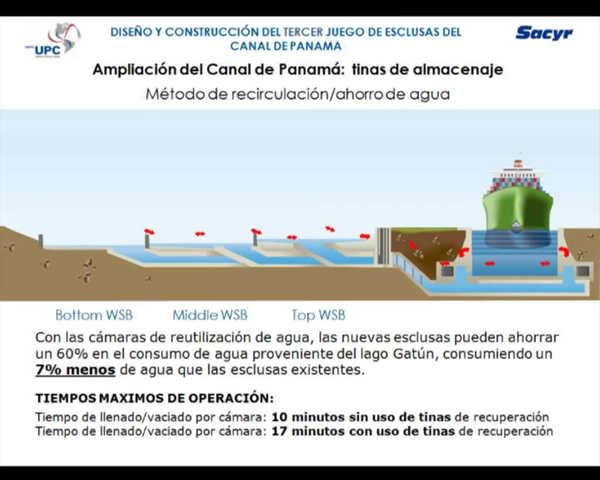 DISEÑO Y CONSTRUCCIÓN DEL TERCER JUEGO DE ESCLUSAS DEL
CANAL DE PANAMA
UPC
Sacyr
Ampliación del Canal de Panamá: tinas de almacenaje
Método de recirculación/ahorro de agua
Bottom WSB
Middle WSB
Top WSB
Con las cámaras de reutilización de agua, las nuevas esclusas pueden ahorrar
un 60% en el consumo de agua proveniente del lago Gatún, consumiendo un
7% menos de agua que las esclusas existentes.
TIEMPOS MAXIMOS DE OPERACIÓN:
Tiempo de llenado/vaciado por cámara: 10 minutos sin uso de tinas de recuperación
Tiempo de llenado/vaciado por cámara: 17 minutos con uso de tinas de recuperación